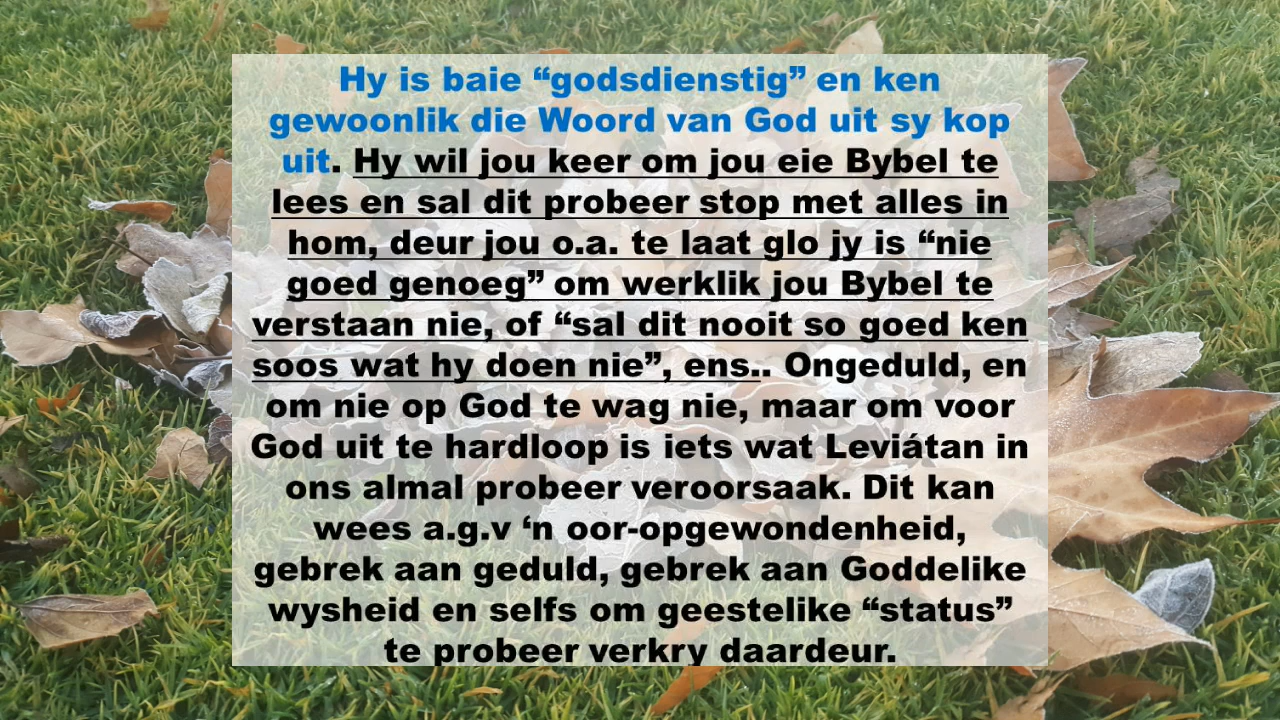 Hy is baie “godsdienstig” en ken
gewoonlik die Woord van God uit sy kop
uit. Hy wil jou keer om jou eie Bybel te
lees en sal dit probeer stop met alles in
hom, deur jou o.a. te laat glo jy is “nie
goed genoeg” om werklik jou Bybel te
verstaan nie, of “sal dit nooit so goed ken
soos wat hy doen nie”, ens.. Ongeduld, en
om nie op God te wag nie, maar om voor
God uit te hardloop is iets wat Leviátan in
ons almal probeer veroorsaak. Dit kan
wees a.g.v ‘n oor-opgewondenheid,
gebrek aan geduld, gebrek aan Goddelike
wysheid en selfs om geestelike “status”
te probeer verkry daardeur.